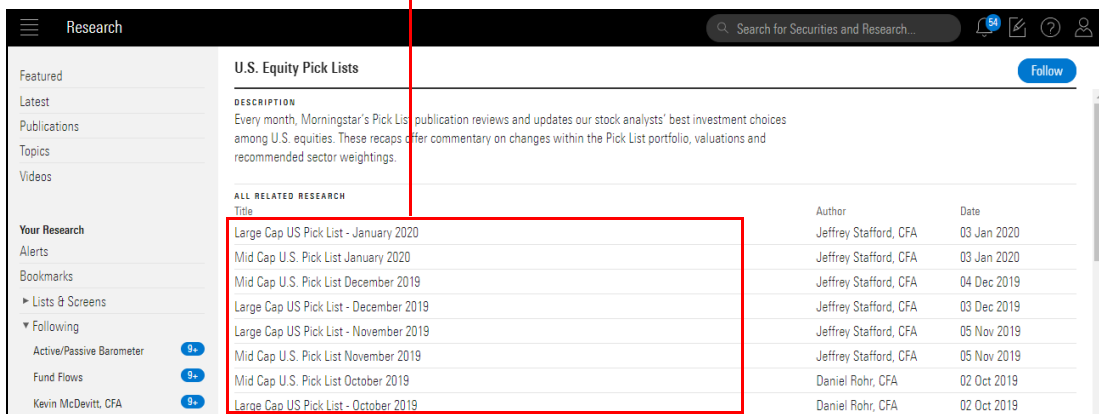 Research
Search for Securities and Research...
54
Featured
Latest
Publications
Topics
Videos
Your Research
Alerts
Bookmarks
Lists & Screens
Following
Active/Passive Barometer 9+
Fund Flows 9+
Kevin McDevitt, CFA 9+
U.S. Equity Pick Lists
Follow
DESCRIPTION
Every month, Morningstar's Pick List publication reviews and updates our stock analysts' best investment choices
among U.S. equities. These recaps offer commentary on changes within the Pick List portfolio, valuations and
recommended sector weightings.
ALL RELATED RESEARCH
Title Author Date
Large Cap US Pick List - January 2020 Jeffrey Stafford, CFA 03 Jan 2020
Mid Cap U.S. Pick List January 2020 Jeffrey Stafford, CFA 03 Jan 2020
Mid Cap U.S. Pick List December 2019 Jeffrey Stafford, CFA 04 Dec 2019
Large Cap US Pick List - December 2019 Jeffrey Stafford, CFA 03 Dec 2019
Large Cap US Pick List - November 2019 Jeffrey Stafford, CFA 05 Nov 2019
Mid Cap U.S. Pick List November 2019 Jeffrey Stafford, CFA 05 Nov 2019
Mid Cap U.S. Pick List October 2019 Daniel Rohr, CFA 02 Oct 2019
Large Cap US Pick List - October 2019 Daniel Rohr, CFA 02 Oct 2019